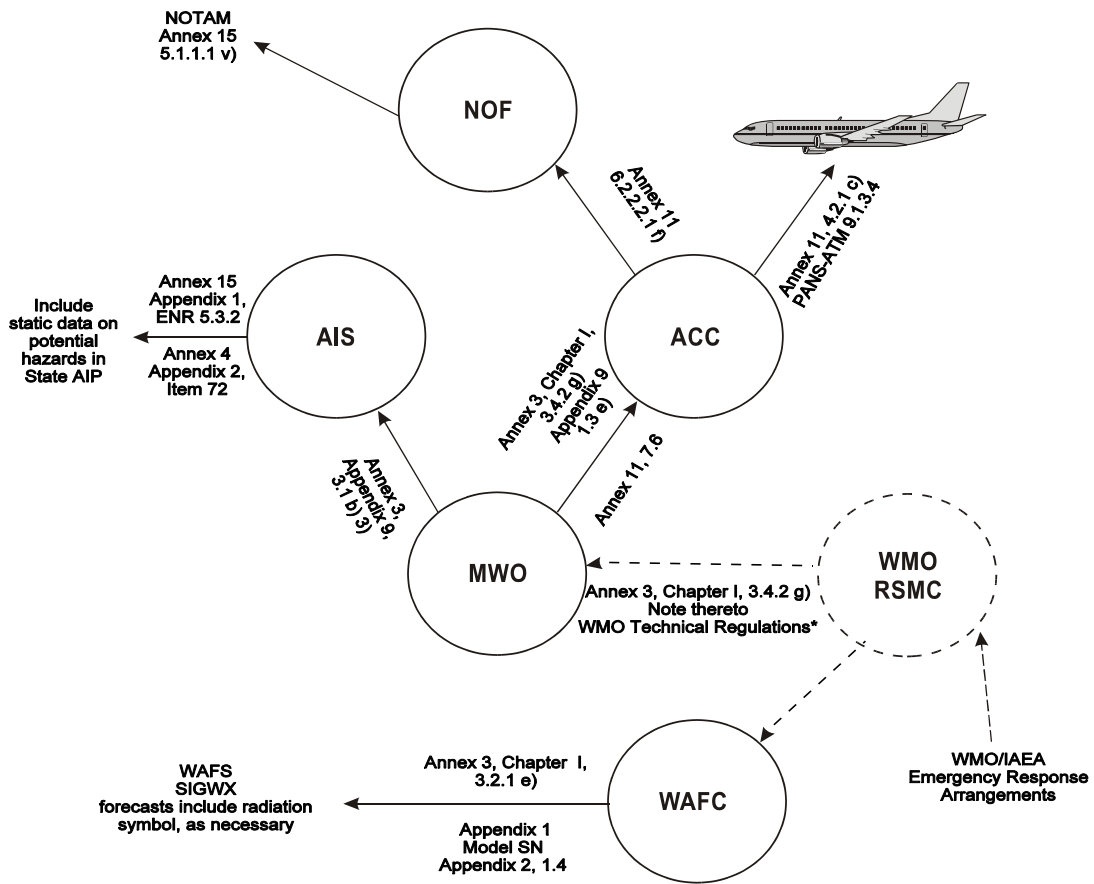 NOTAM
Annex 15
5.1.1.1 v)
NOF
Annex 11
6.2.2.2.1 f)
Annex 11, 4.2.1 c)
PANS-ATM 9.1.3.4
Include
static data on
potential
hazards in
State AIP
Annex 15
Appendix 1,
ENR 5.3.2
Annex 4
Appendix 2,
Item 72
AIS
ACC
Annex 3, Chapter I,
3.4.2 g)
Appendix 9
1.3 e)
Annex 11, 7.6
Annex 3,
Appendix 9,
3.1 b) 3)
MWO
WMO
RSMC
Annex 3, Chapter I, 3.4.2 g)
Note thereto
WMO Technical Regulations*
WMO/IAEA
Emergency Response
Arrangements
WAFS
SIGWX
forecasts include radiation
symbol, as necessary
Annex 3, Chapter I,
3.2.1 e)
Appendix 1
Model SN
Appendix 2, 1.4
WAFC